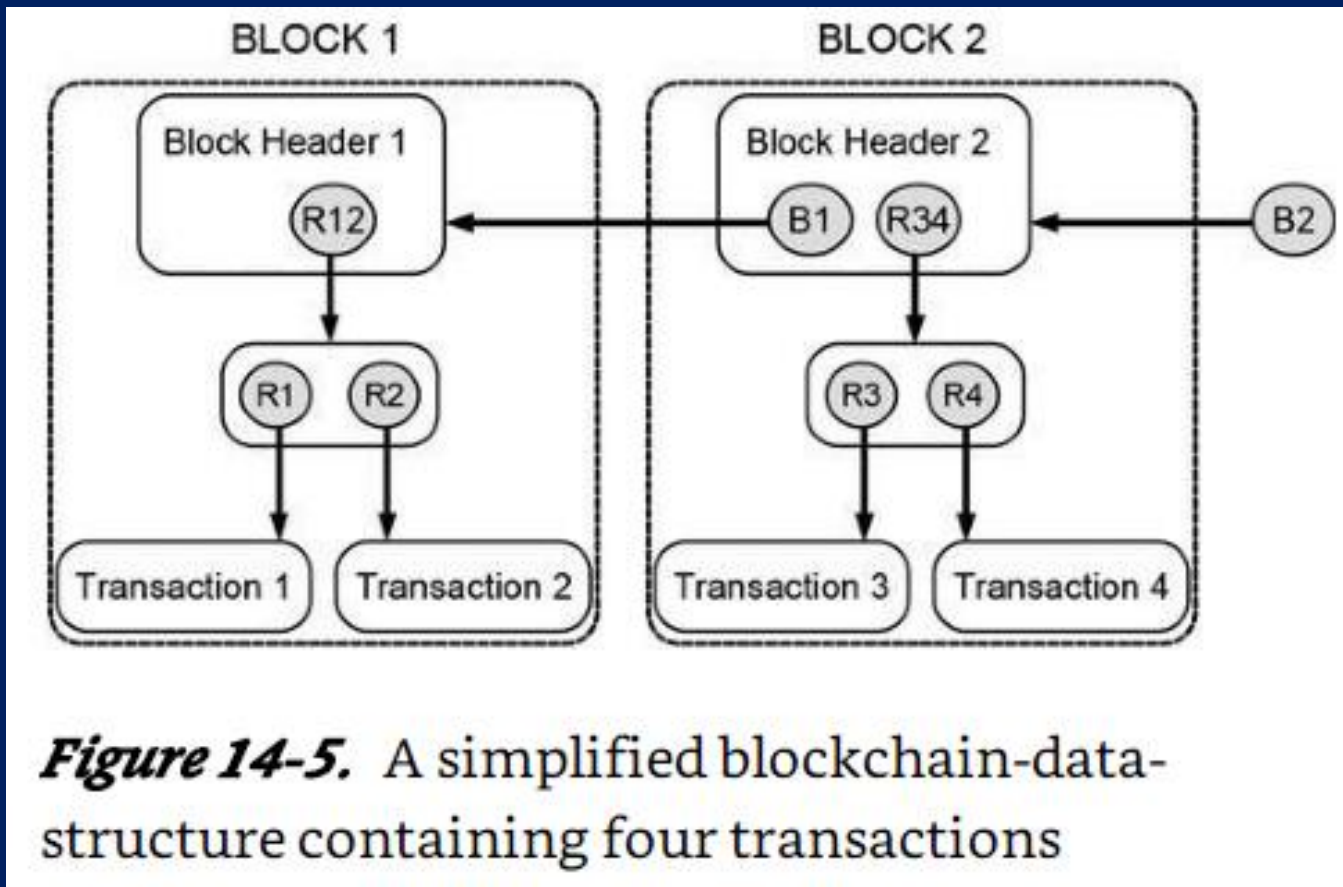 BLOCK 1
BLOCK 2
Block Header 1
Block Header 2
R12
B1
R34
B2
R1
R2
R3
R4
Transaction 1
Transaction 2
Transaction 3
Transaction 4
Figure 14-5. A simplified blockchain-data-
structure containing four transactions